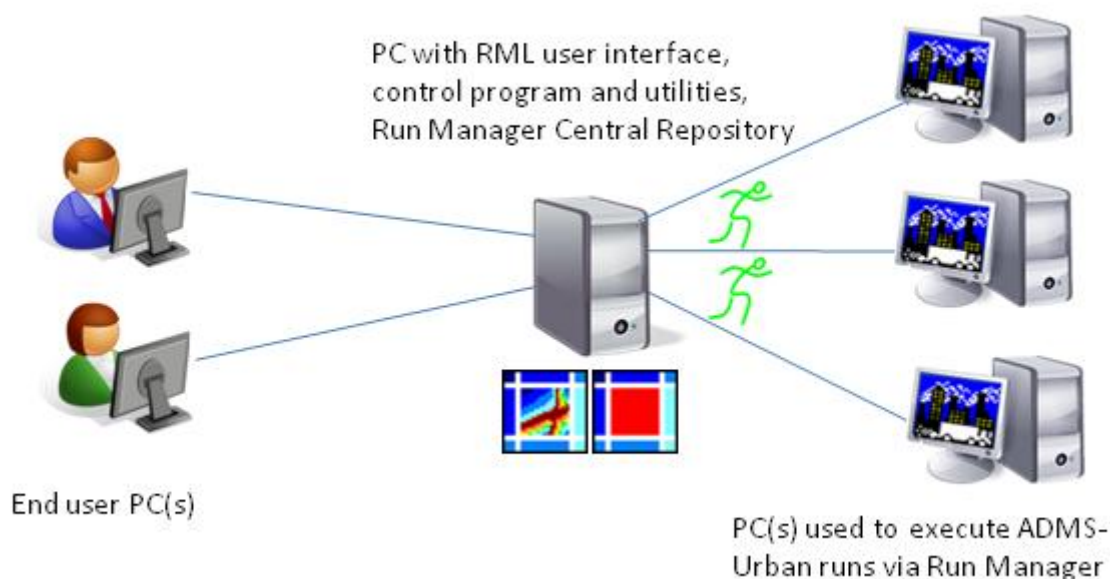 PC with RML user interface,
control program and utilities,
Run Manager Central Repository
End user PC(s)
PC(s) used to execute ADMS-
Urban runs via Run Manager